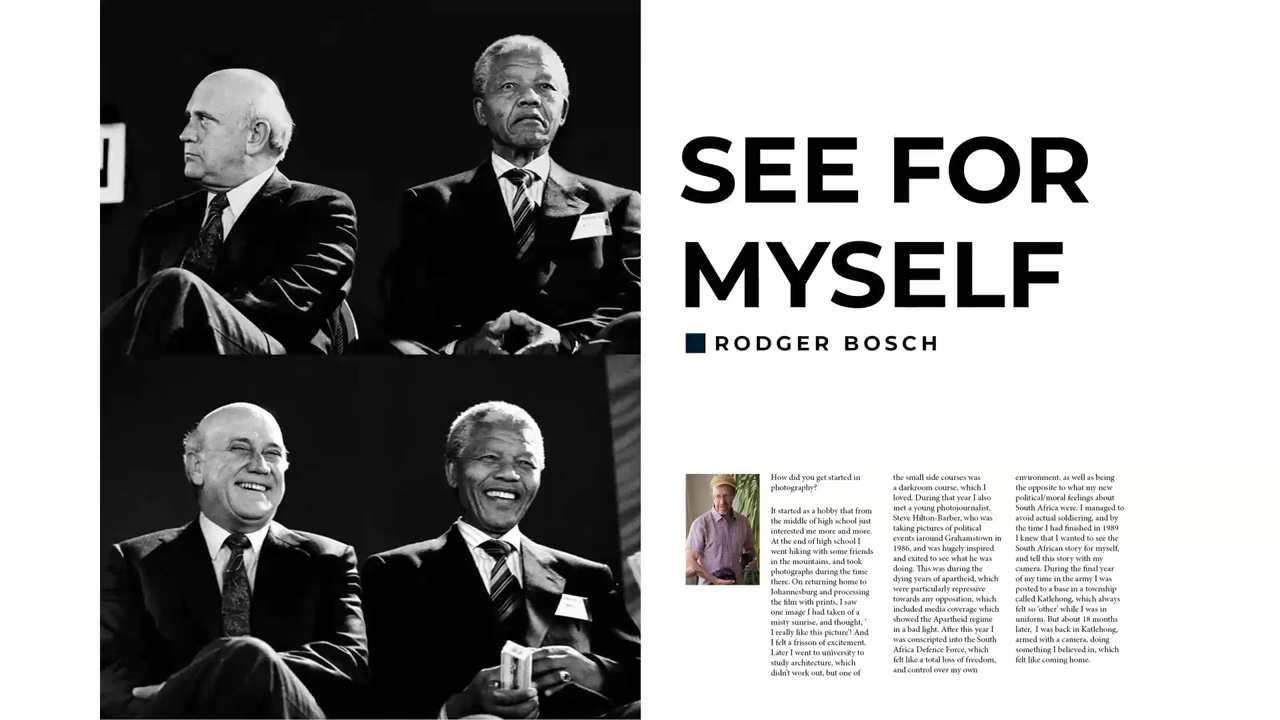 SEE FOR
MYSELF
RODGER BOSCH
How did you get started in
photography?
It started as a hobby that from
the middle of high school just
interested me more and more.
At the end of high school I
went hiking with some friends
in the mountains, and took
photographs during the time
there. On returning home to
Johannesburg and processing
the film with prints, I saw
one image I had taken of a
misty sunrise, and thought, '
I really like this picture'! And
I felt a frisson of excitement.
Later I went to university to
study architecture, which
didn't work out, but one of
the small side courses was
a darkroom course, which I
loved. During that year I also
met a young photojournalist,
Steve Hilton-Barber, who was
taking pictures of political
events iaround Grahamstown in
1986, and was hugely inspired
and exited to see what he was
doing. This was during the
dying years of apartheid, which
were particularly repressive
towards any opposition, which
included media coverage which
showed the Apartheid regime
in a bad light. After this year I
was conscripted into the South
Africa Defence Force, which
felt like a total loss of freedom,
and control over my own
environment, as well as being
the opposite to what my new
political/moral feelings about
South Africa were. I managed to
avoid actual soldiering, and by
the time I had finished in 1989
I knew that I wanted to see the
South African story for myself,
and tell this story with my
camera. During the final year
of my time in the army I was
posted to a base in a township
called Katlehong, which always
felt so 'other' while I was in
uniform. But about 18 months
later, I was back in Katlehong,
armed with a camera, doing
something I believed in, which
felt like coming home.